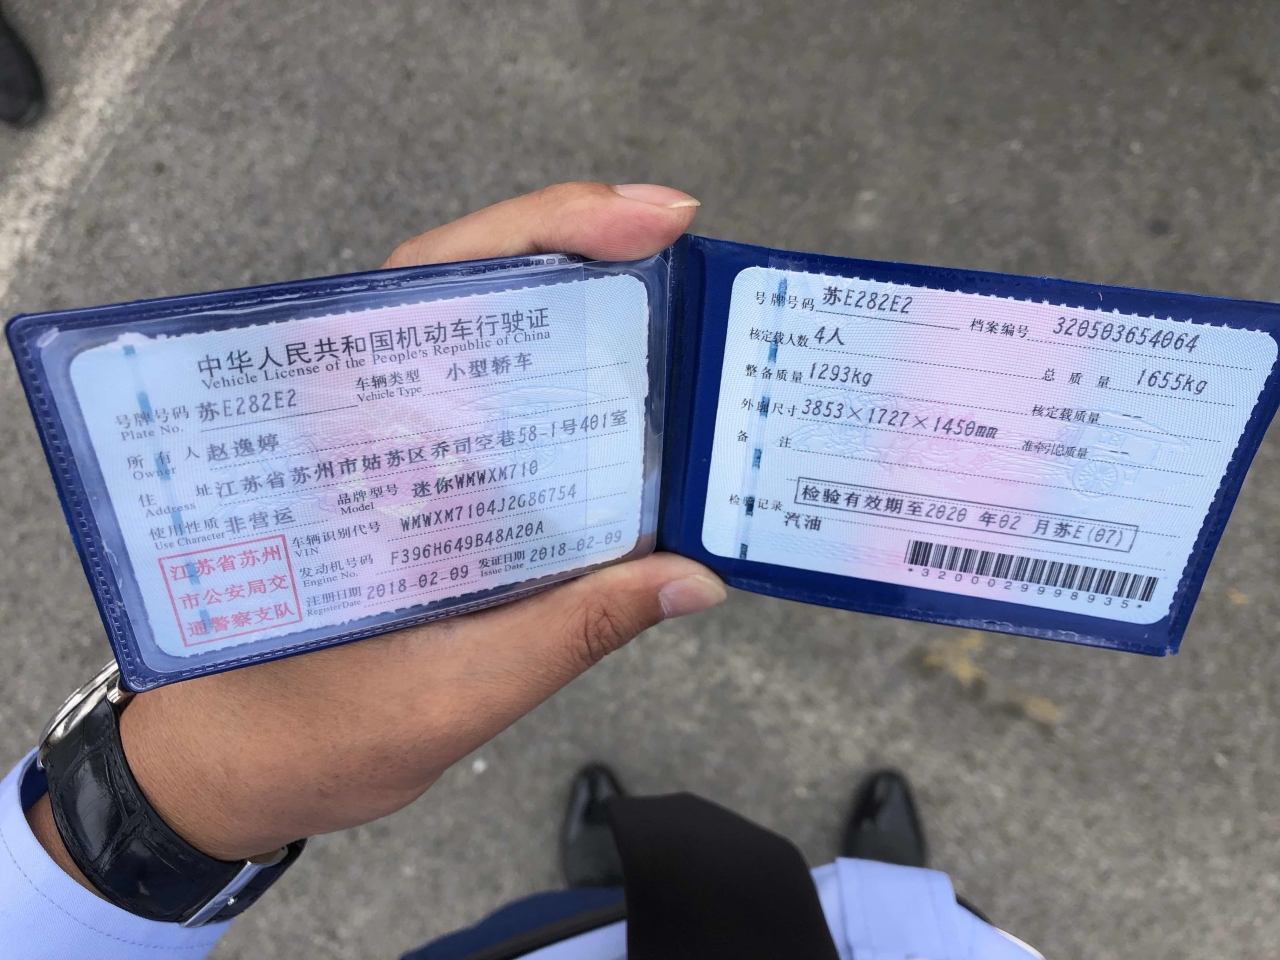 中华人民共和国机动车行驶证
Vehicle License of the People's Republic of China
号牌号码 苏E282E2 车辆类型 小型轿车
Plate No. Vehicle Type
所有人 赵逸婷
Owner
住址 江苏省苏州市姑苏区乔司空巷58-1号401室
Address
使用性质 非营运 品牌型号 迷你WMWXM710
Use Character Model
车辆识别代号 WMWXM7104J2G86754
VIN
发动机号码 F396H649B48A20A
Engine No.
注册日期 2018-02-09 发证日期 2018-02-09
Register Date Issue Date
江苏省苏州
市公安局交
通警察支队
号牌号码 苏E282E2 档案编号 320503654064
核定载人数 4人 总质量 1655kg
整备质量 1293kg 核定载质量 --
外廓尺寸 3853×1727×1450mm 准牵引总质量 --
备注
检验记录 检验有效期至2020年02月苏E(07)
汽油
*3200029998935*